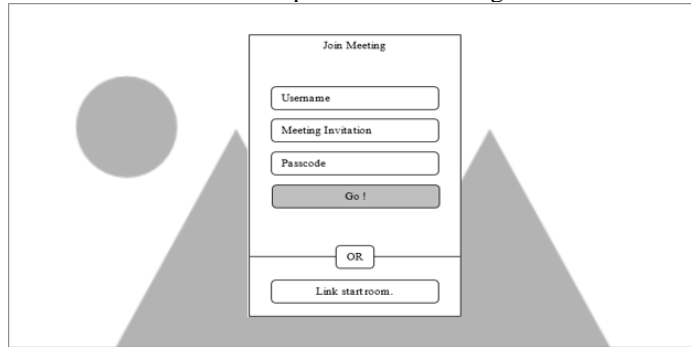 Join Meeting
Username
Meeting Invitation
Passcode
Go !
OR
Link start room.